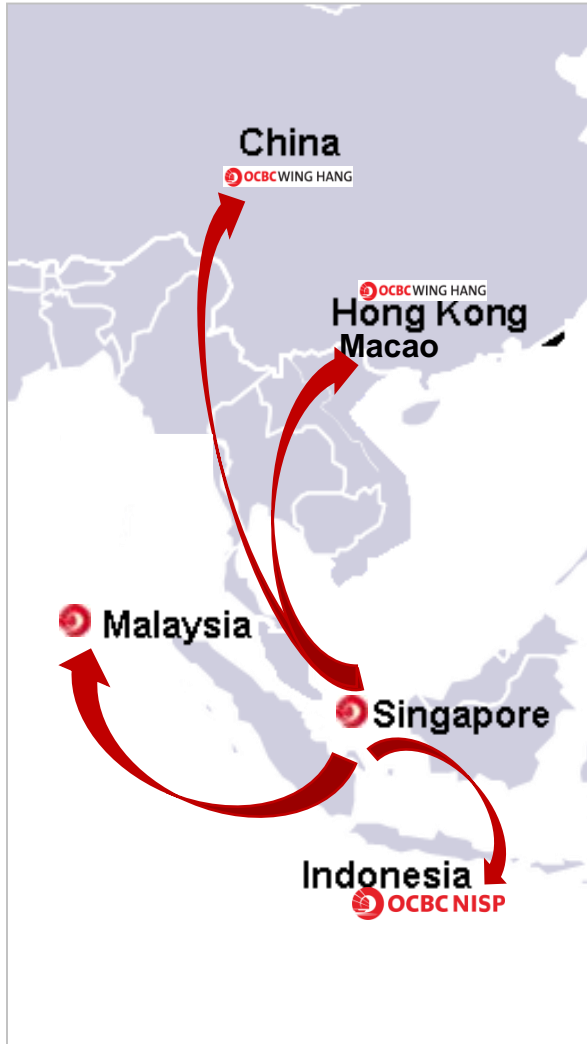 China
OCBC WING HANG
OCBC WING HANG
Hong Kong
Macao
Malaysia
Singapore
Indonesia
OCBC NISP